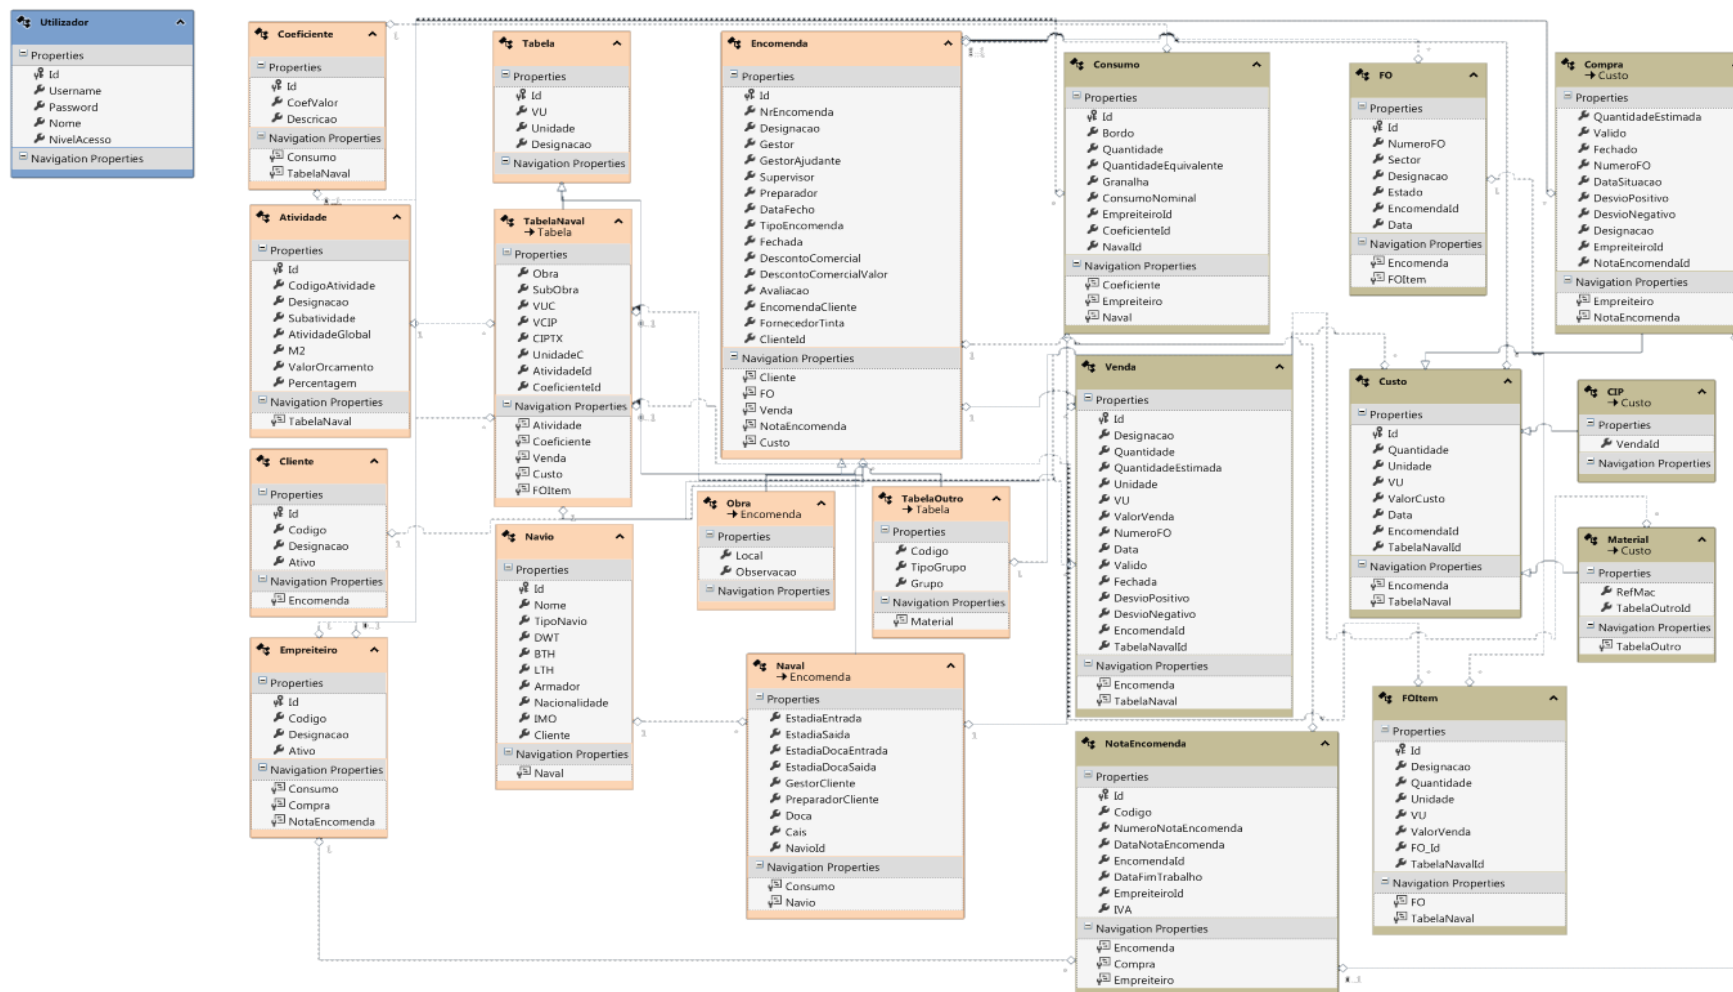 Utilizador
Properties
Id
Username
Password
Nome
NivelAcesso
Navigation Properties
Coeficiente
Properties
Id
CoefValor
Descricao
Navigation Properties
Consumo
TabelaNaval
Atividade
Properties
Id
CodigoAtividade
Designacao
Subatividade
AtividadeGlobal
M2
ValorOrcamento
Percentagem
Navigation Properties
TabelaNaval
Cliente
Properties
Id
Codigo
Designacao
Ativo
Navigation Properties
Encomenda
Empreiteiro
Properties
Id
Codigo
Designacao
Ativo
Navigation Properties
Consumo
Compra
NotaEncomenda
Tabela
Properties
Id
VU
Unidade
Designacao
Navigation Properties
TabelaNaval
→ Tabela
Properties
Obra
SubObra
VUC
VCIP
CIPTX
UnidadeC
AtividadeId
CoeficienteId
Navigation Properties
Atividade
Coeficiente
Venda
Custo
FOItem
Navio
Properties
Id
Nome
TipoNavio
DWT
BTH
LTH
Armador
Nacionalidade
IMO
Cliente
Navigation Properties
Naval
Encomenda
Properties
Id
NrEncomenda
Designacao
Gestor
GestorAjudante
Supervisor
Preparador
DataFecho
TipoEncomenda
Fechada
DescontoComercial
DescontoComercialValor
Avaliacao
EncomendaCliente
FornecedorTinta
ClienteId
Navigation Properties
Cliente
FO
Venda
NotaEncomenda
Custo
Obra
→ Encomenda
Properties
Local
Observacao
Navigation Properties
TabelaOutro
→ Tabela
Properties
Codigo
TipoGrupo
Grupo
Navigation Properties
Material
Naval
→ Encomenda
Properties
EstadiaEntrada
EstadiaSaida
EstadiaDocaEntrada
EstadiaDocaSaida
GestorCliente
PreparadorCliente
Doca
Cais
NavioId
Navigation Properties
Consumo
Navio
Consumo
Properties
Id
Bordo
Quantidade
QuantidadeEquivalente
Granalha
ConsumoNominal
EmpreiteiroId
CoeficienteId
NavalId
Navigation Properties
Coeficiente
Empreiteiro
Naval
Venda
Properties
Id
Designacao
Quantidade
QuantidadeEstimada
Unidade
VU
ValorVenda
NumeroFO
Data
Valido
Fechada
DesvioPositivo
DesvioNegativo
EncomendaId
TabelaNavalId
Navigation Properties
Encomenda
TabelaNaval
NotaEncomenda
Properties
Id
Codigo
NumeroNotaEncomenda
DataNotaEncomenda
EncomendaId
DataFimTrabalho
EmpreiteiroId
IVA
Navigation Properties
Encomenda
Compra
Empreiteiro
FO
Properties
Id
NumeroFO
Sector
Designacao
Estado
EncomendaId
Data
Navigation Properties
Encomenda
FOItem
Custo
Properties
Id
Quantidade
Unidade
VU
ValorCusto
Data
EncomendaId
TabelaNavalId
Navigation Properties
Encomenda
TabelaNaval
FOItem
Properties
Id
Designacao
Quantidade
Unidade
VU
ValorVenda
FO_Id
TabelaNavalId
Navigation Properties
FO
TabelaNaval
Compra
→ Custo
Properties
QuantidadeEstimada
Valido
Fechado
NumeroFO
DataSituacao
DesvioPositivo
DesvioNegativo
Designacao
EmpreiteiroId
NotaEncomendaId
Navigation Properties
Empreiteiro
NotaEncomenda
CIP
→ Custo
Properties
VendaId
Navigation Properties
Material
→ Custo
Properties
RefMac
TabelaOutroId
Navigation Properties
TabelaOutro